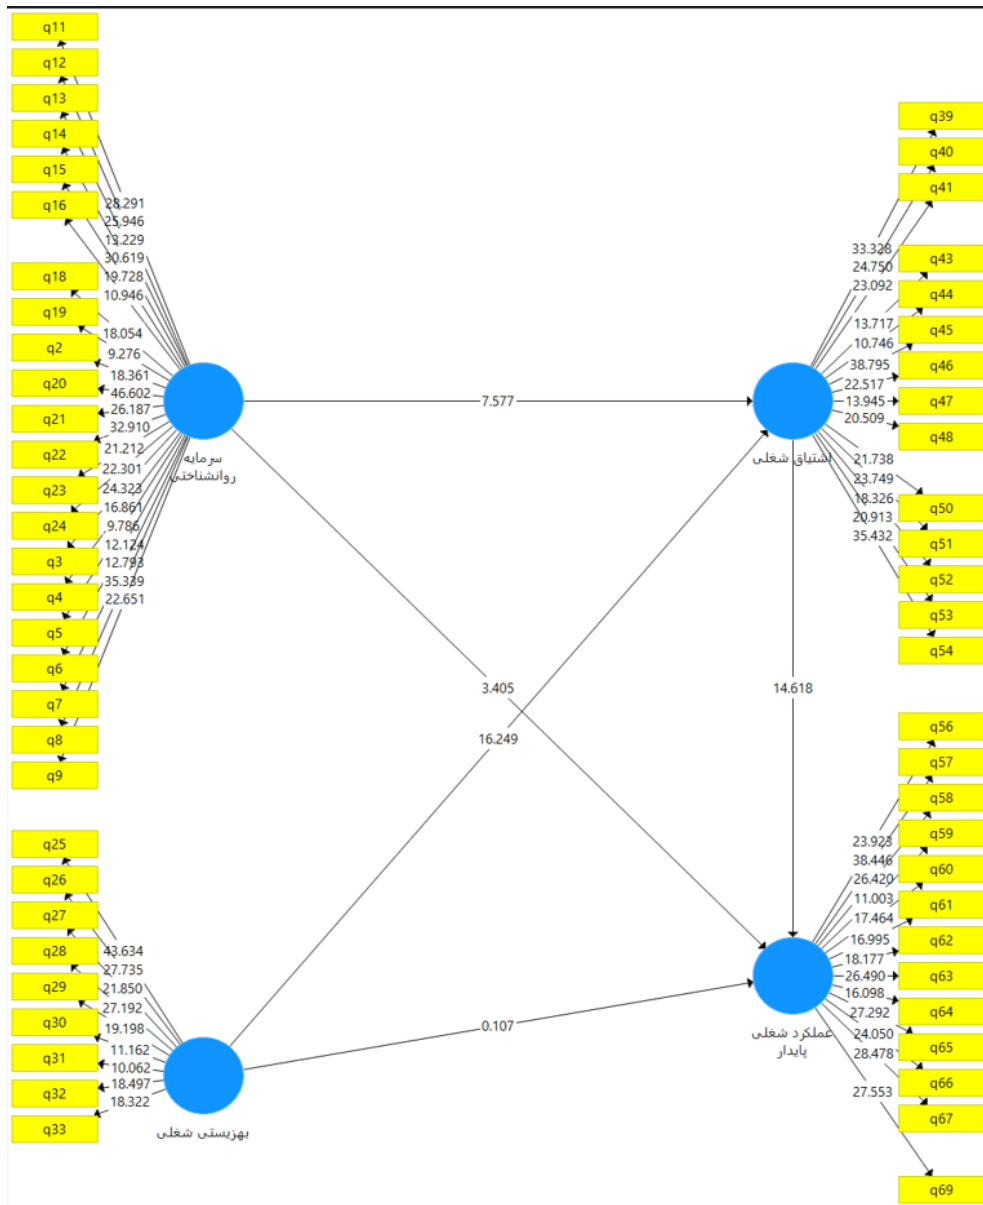 q11
q12
q13
q14
q15
q16
q18
q19
q2
q20
q21
q22
q23
q24
q3
q4
q5
q6
q7
q8
q9
28.291
25.946
13.229
30.619
19.728
10.946
18.054
9.276
18.361
46.602
26.187
32.910
21.212
22.301
24.323
16.861
9.786
12.124
12.793
35.339
22.651
سرمایه
روانشناختی
7.577
3.405
16.249
14.618
0.107
q39
q40
q41
q43
q44
q45
q46
q47
q48
q50
q51
q52
q53
q54
33.328
24.750
23.092
13.717
10.746
38.795
22.517
13.945
20.509
21.738
23.749
18.326
20.913
35.432
اشتیاق شغلی
q25
q26
q27
q28
q29
q30
q31
q32
q33
43.634
27.735
21.850
27.192
19.198
11.162
10.062
18.497
18.322
بهزیستی شغلی
q56
q57
q58
q59
q60
q61
q62
q63
q64
q65
q66
q67
q69
23.923
38.446
26.420
11.003
17.464
16.995
18.177
26.490
16.098
27.292
24.050
28.478
27.553
عملکرد شغلی
پایدار